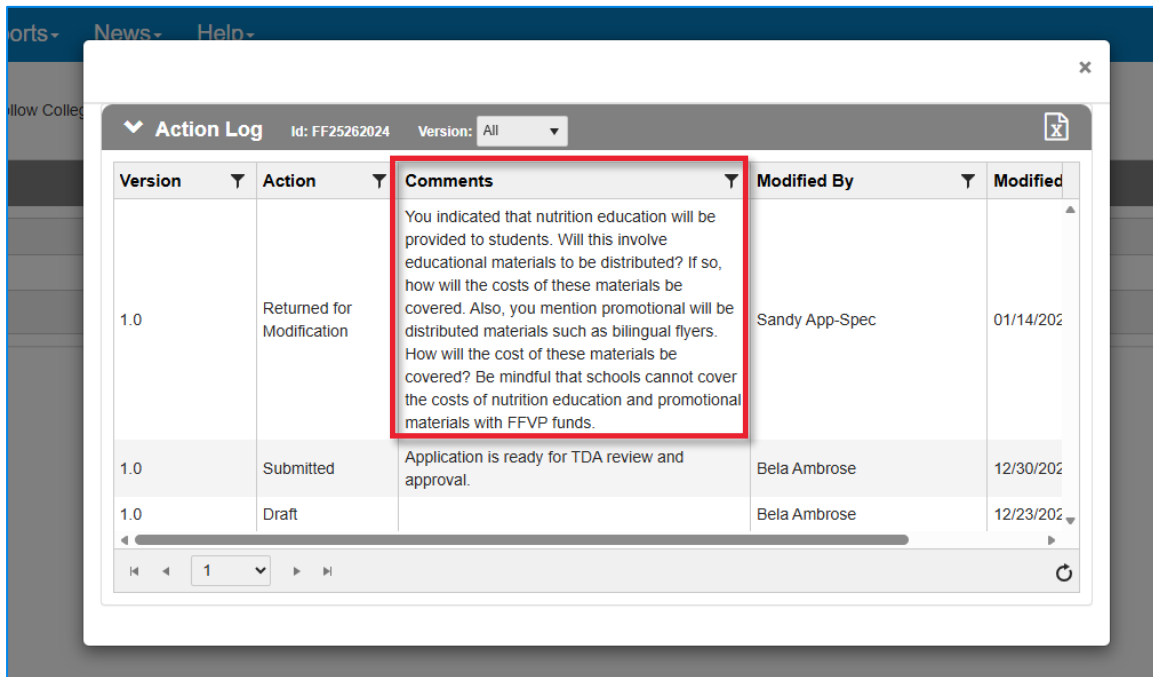 orts News Help
llow Colleg
Action Log Id: FF25262024 Version: All
Version Action Comments Modified By Modified
1.0
Returned for
Modification
You indicated that nutrition education will be
provided to students. Will this involve
educational materials to be distributed? If so,
how will the costs of these materials be
covered. Also, you mention promotional will be
distributed materials such as bilingual flyers.
How will the cost of these materials be
covered? Be mindful that schools cannot cover
the costs of nutrition education and promotional
materials with FFVP funds.
Sandy App-Spec
01/14/202
1.0
Submitted
Application is ready for TDA review and
approval.
Bela Ambrose
12/30/202
1.0 Draft Bela Ambrose 12/23/202
1